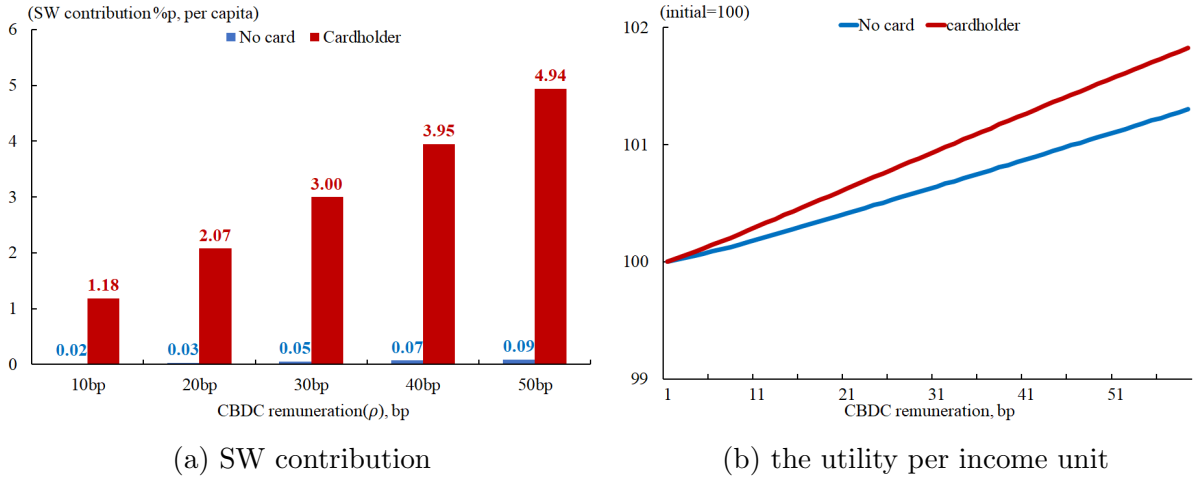 (SW contribution%p, per capita)
No card Cardholder
6
5
4
3
2
1
0
0.02 1.18
0.03 2.07
0.05 3.00
0.07 3.95
0.09 4.94
10bp 20bp 30bp 40bp 50bp
CBDC remuneration(ρ), bp
(a) SW contribution
(initial=100)
No card cardholder
102
101
100
99
1 11 21 31 41 51
CBDC remuneration, bp
(b) the utility per income unit